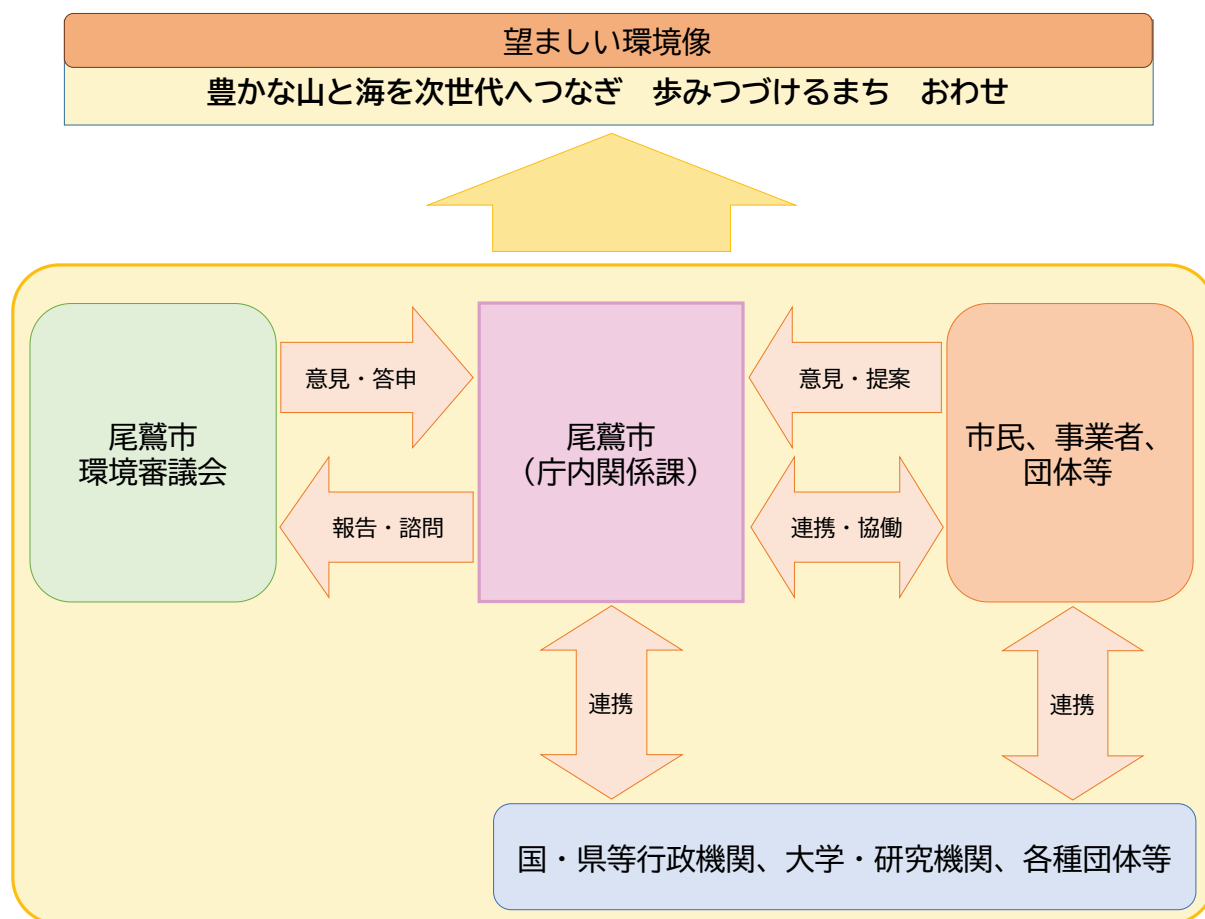 望ましい環境像
豊かな山と海を次世代へつなぎ　歩みつづけるまち　おわせ
意見・答申
意見・提案
尾鷲市
環境審議会
尾鷲市
（庁内関係課）
市民、事業者、
団体等
報告・諮問
連携・協働
連携
連携
国・県等行政機関、大学・研究機関、各種団体等